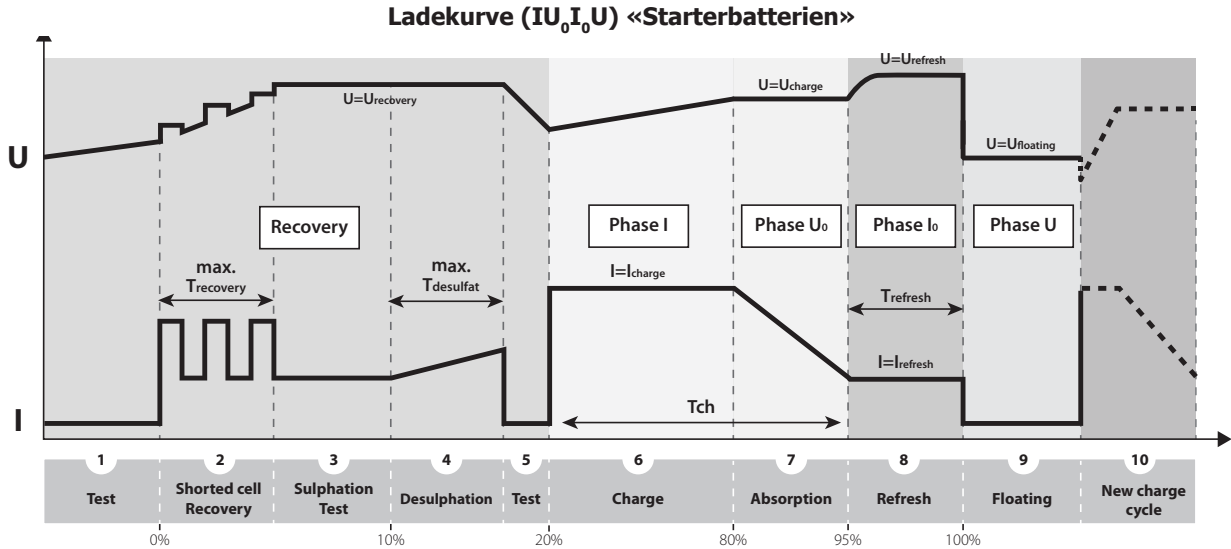 Ladekurve (IU₀I₀U) «Starterbatterien»
U=Urefresh
U=Ucharge
U=Urecovery
U=Ufloating
U
Recovery
Phase I
Phase U₀
Phase I₀
Phase U
max.
Trecovery
max.
Tdesulfat
I=Icharge
Trefresh
I=Irefresh
Tch
I
1
2
3
4
5
6
7
8
9
10
Test
Shorted cell
Recovery
Sulphation
Test
Desulphation
Test
Charge
Absorption
Refresh
Floating
New charge
cycle
0%
10%
20%
80%
95%
100%